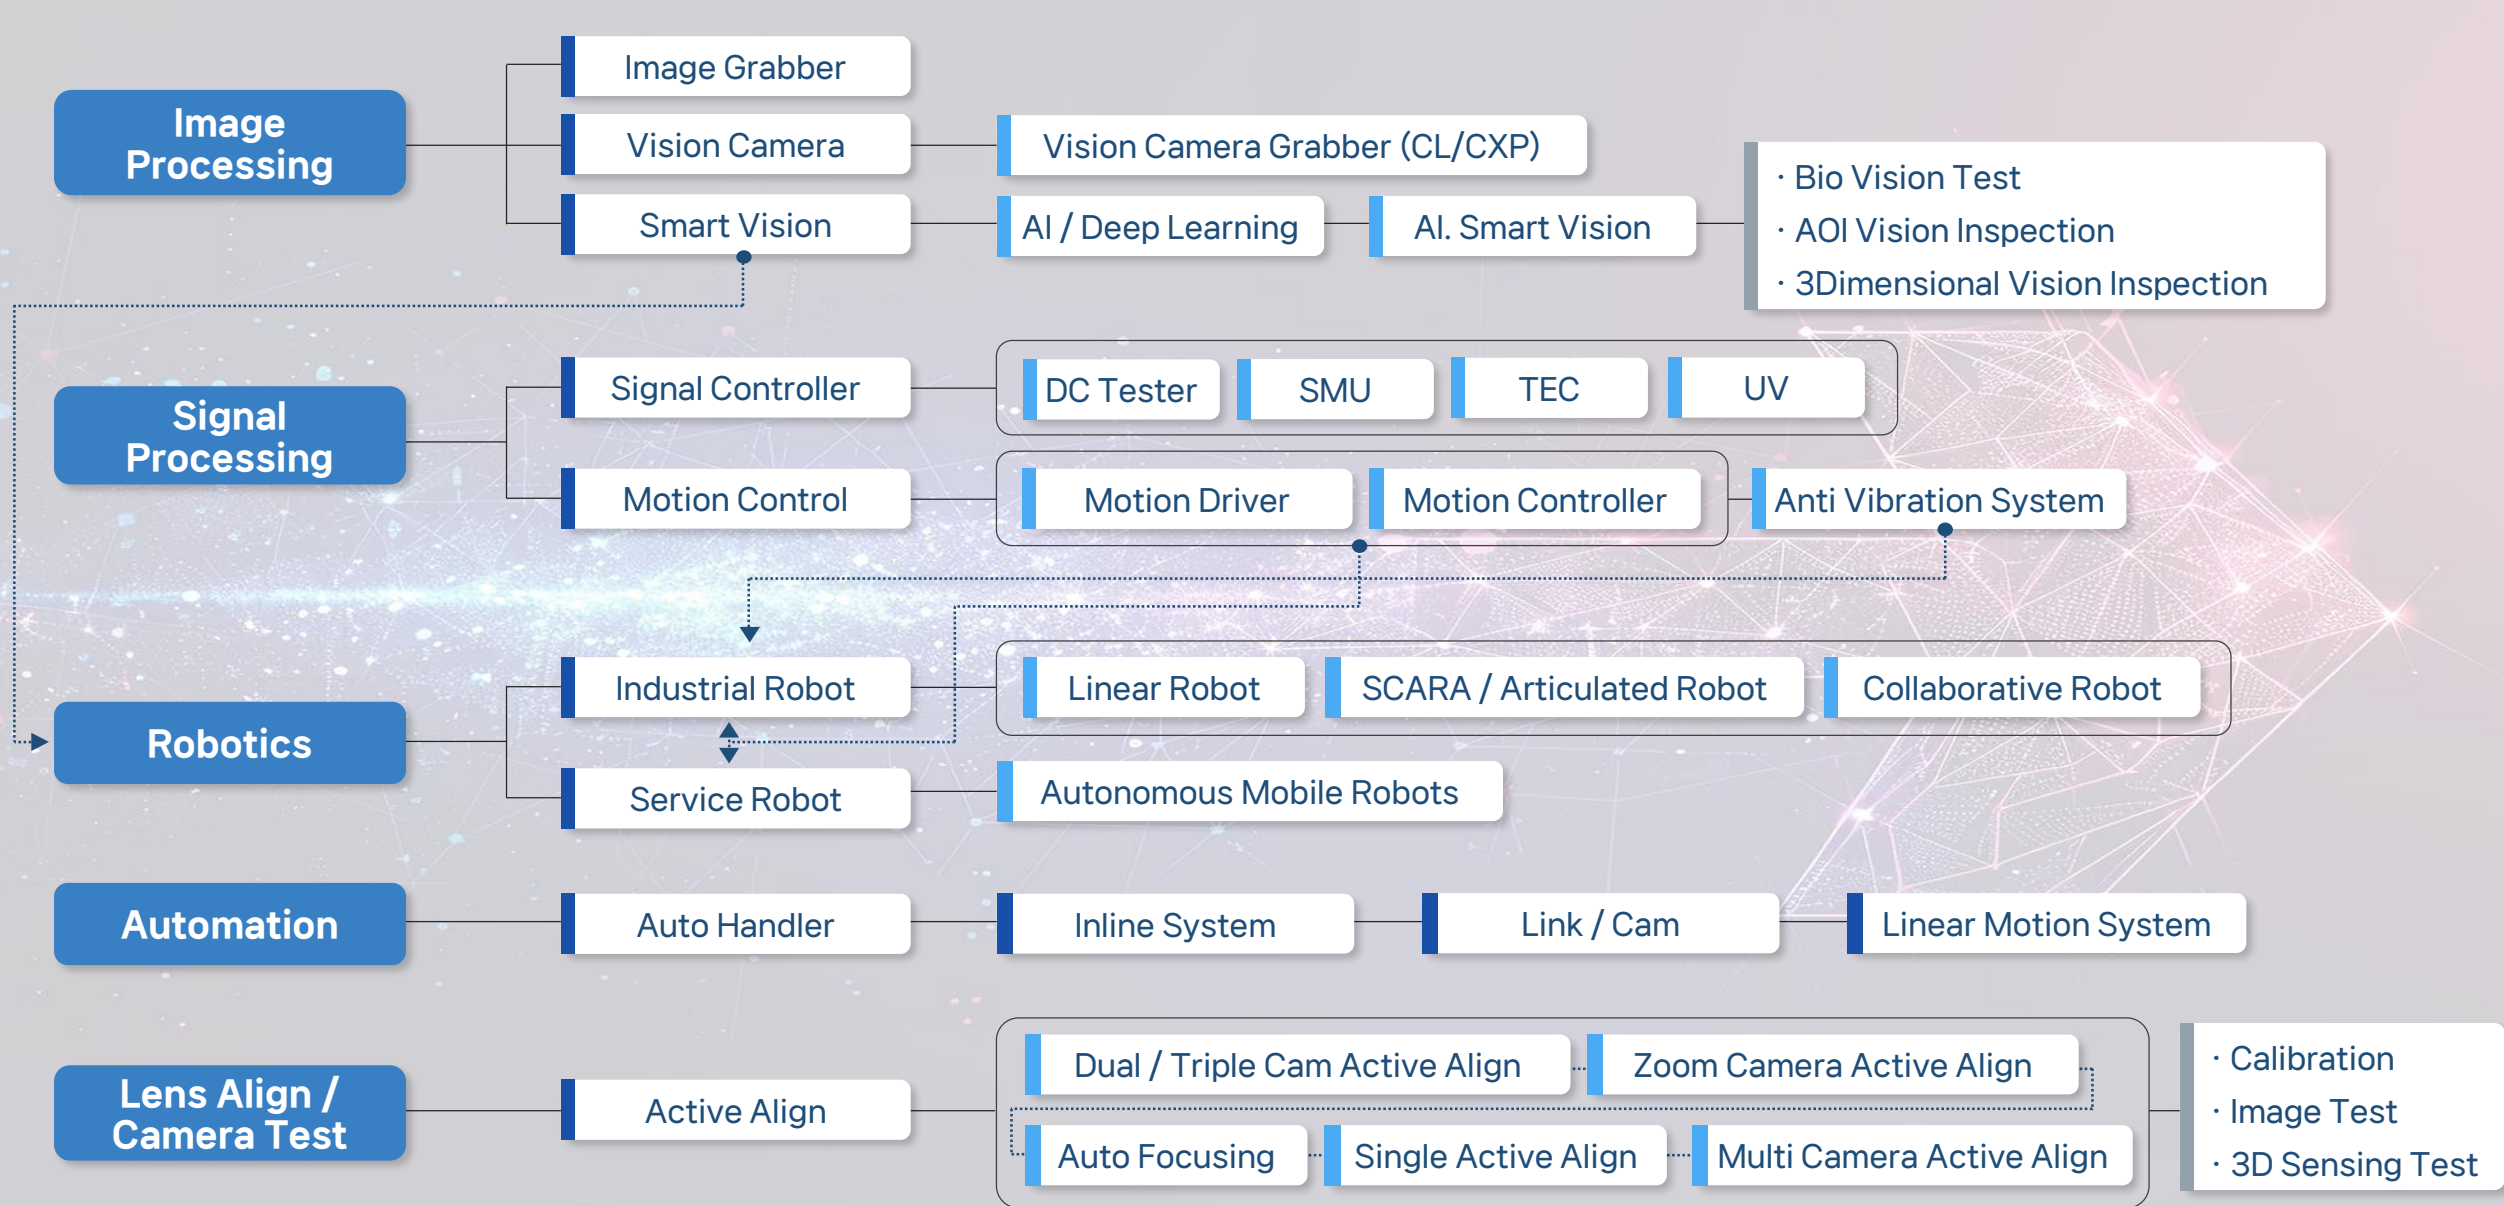 Image
Processing
Image Grabber
Vision Camera
Smart Vision
Vision Camera Grabber (CL/CXP)
AI / Deep Learning
AI. Smart Vision
· Bio Vision Test
· AOI Vision Inspection
· 3Dimensional Vision Inspection
Signal
Processing
Signal Controller
DC Tester
SMU
TEC
UV
Motion Control
Motion Driver
Motion Controller
Anti Vibration System
Robotics
Industrial Robot
Linear Robot
SCARA / Articulated Robot
Collaborative Robot
Service Robot
Autonomous Mobile Robots
Automation
Auto Handler
Inline System
Link / Cam
Linear Motion System
Lens Align /
Camera Test
Active Align
Dual / Triple Cam Active Align
Zoom Camera Active Align
Auto Focusing
Single Active Align
Multi Camera Active Align
· Calibration
· Image Test
· 3D Sensing Test